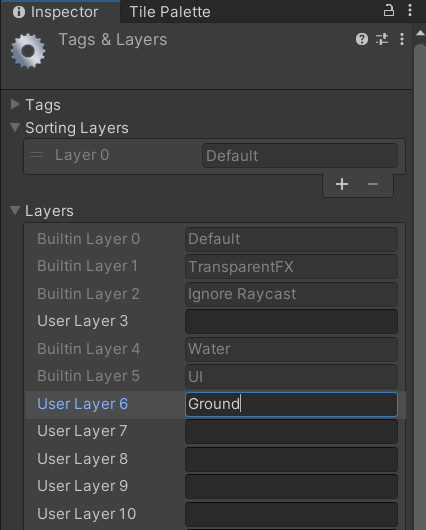 Inspector Tile Palette
Tags & Layers
Tags
Sorting Layers
Layer 0 Default
Layers
Builtin Layer 0 Default
Builtin Layer 1 TransparentFX
Builtin Layer 2 Ignore Raycast
User Layer 3
Builtin Layer 4 Water
Builtin Layer 5 UI
User Layer 6 Ground
User Layer 7
User Layer 8
User Layer 9
User Layer 10